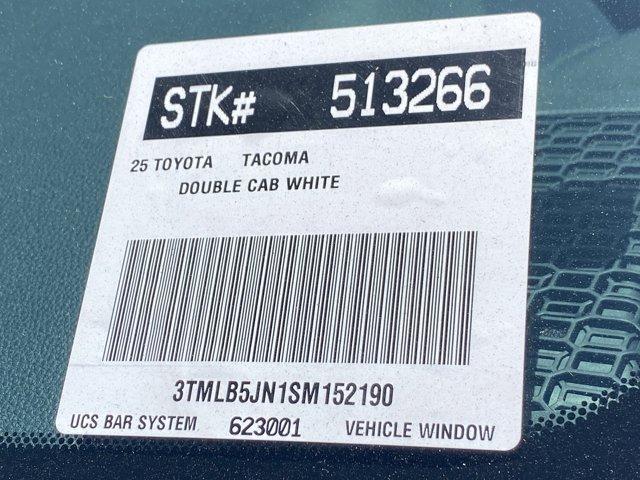 STK# 513266
25 TOYOTA TACOMA
DOUBLE CAB WHITE
3TMLB5JN1SM152190
UCS BAR SYSTEM 623001 VEHICLE WINDOW